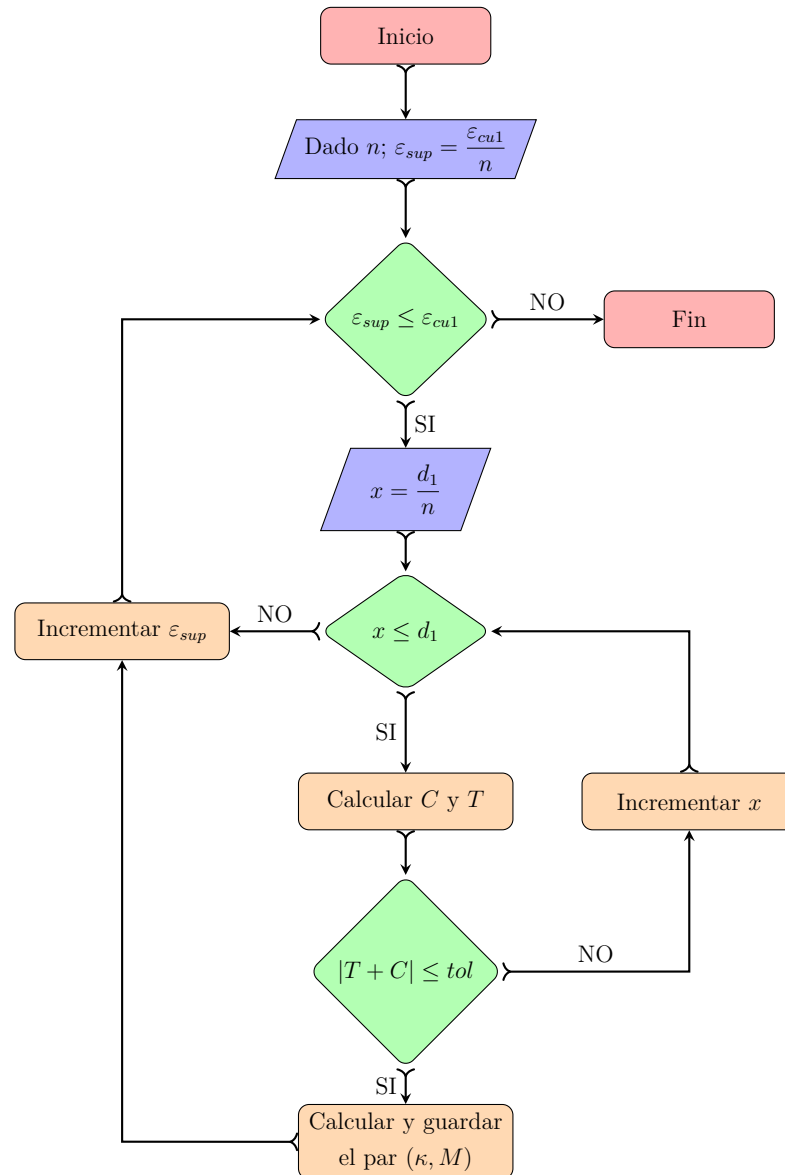 Inicio
Dado n; ε_sup = ε_cu1/n
ε_sup ≤ ε_cu1
NO
Fin
SI
x = d_1/n
Incrementar ε_sup
NO
x ≤ d_1
SI
Calcular C y T
Incrementar x
|T + C| ≤ tol
NO
SI
Calcular y guardar
el par (κ, M)